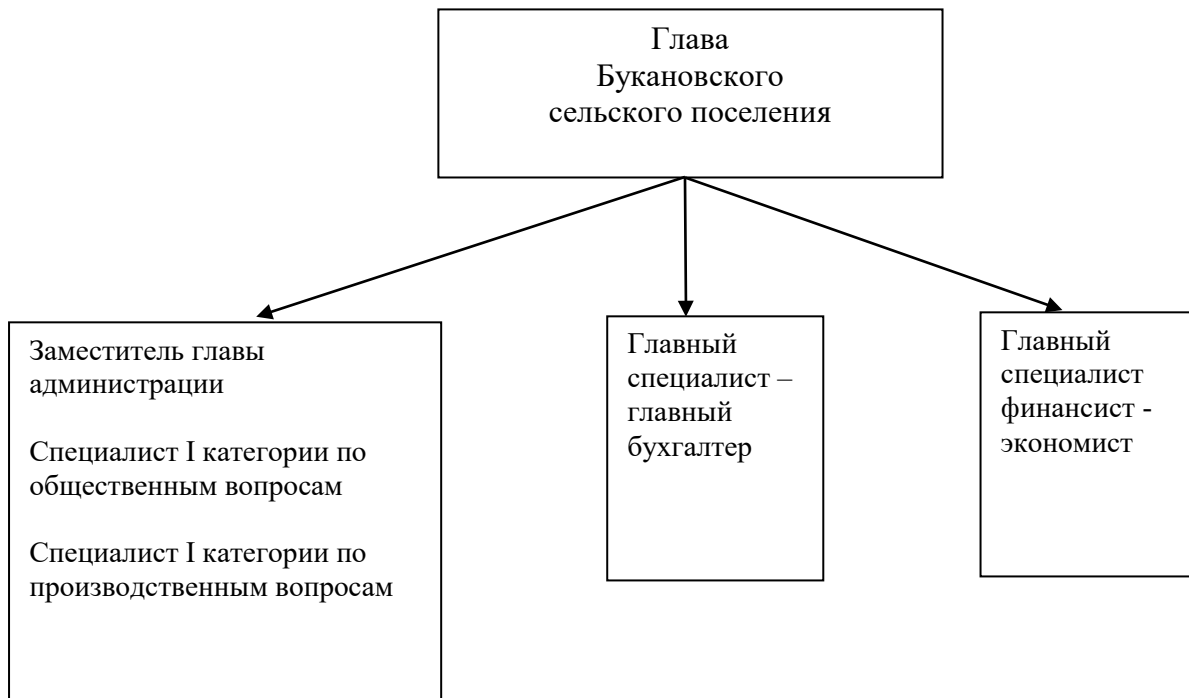 Глава
Букановского
сельского поселения
Заместитель главы
администрации
Специалист I категории по
общественным вопросам
Специалист I категории по
производственным вопросам
Главный
специалист –
главный
бухгалтер
Главный
специалист
финансист -
экономист